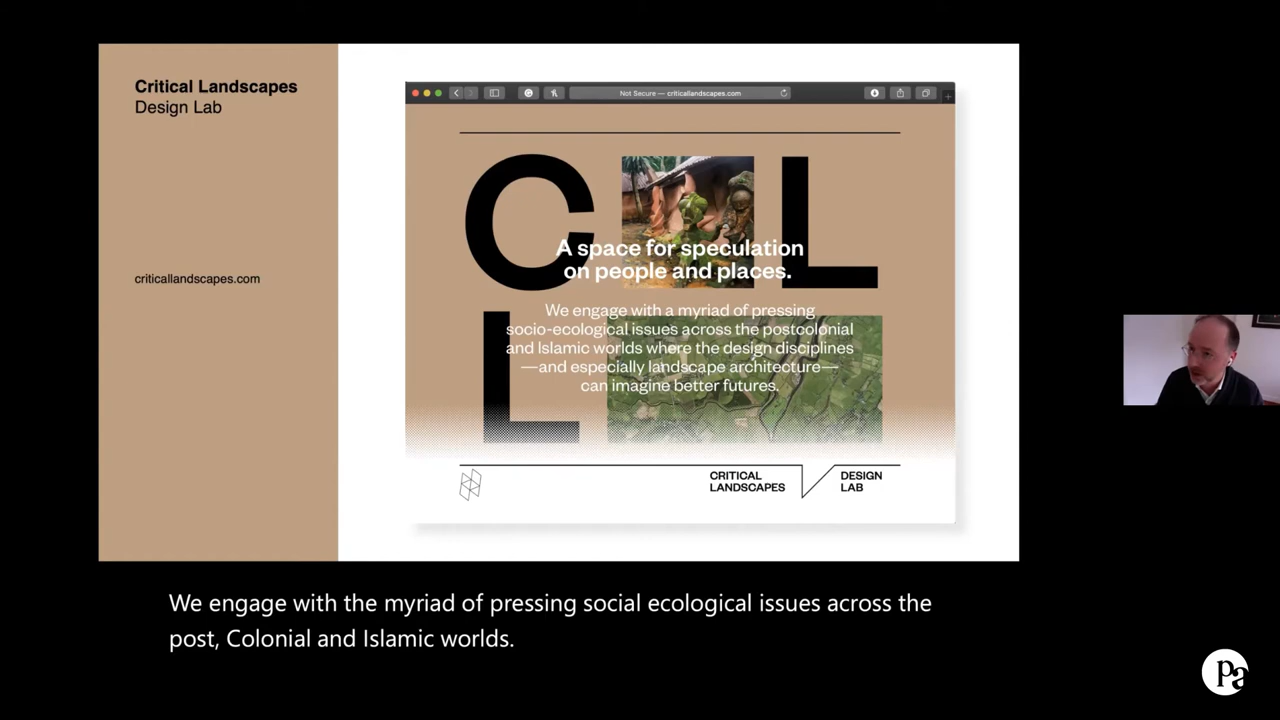 Critical Landscapes
Design Lab
criticallandscapes.com
Not Secure — criticallandscapes.com
C L
A space for speculation
on people and places.
We engage with a myriad of pressing
socio-ecological issues across the postcolonial
and Islamic worlds where the design disciplines
—and especially landscape architecture—
can imagine better futures.
L
CRITICAL
LANDSCAPES
DESIGN
LAB
We engage with the myriad of pressing social ecological issues across the
post, Colonial and Islamic worlds.
Pa